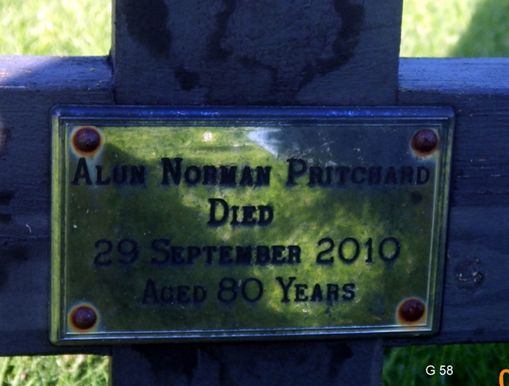 Alun Norman Pritchard
Died
29 September 2010
Aged 80 Years
G 58